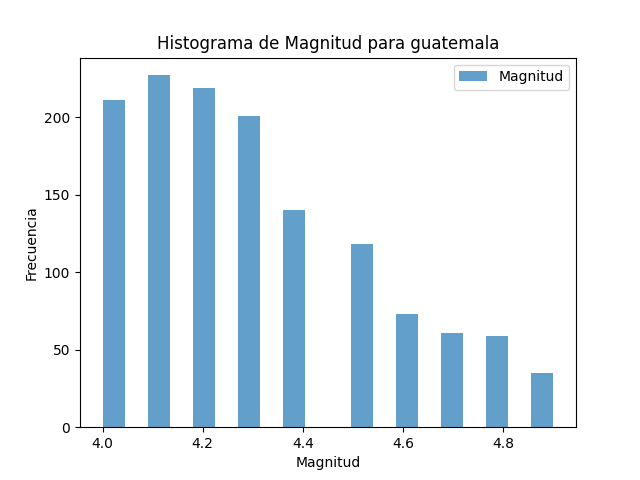 Histograma de Magnitud para guatemala
Magnitud
200
150
100
50
0
Frecuencia
4.0 4.2 4.4 4.6 4.8
Magnitud